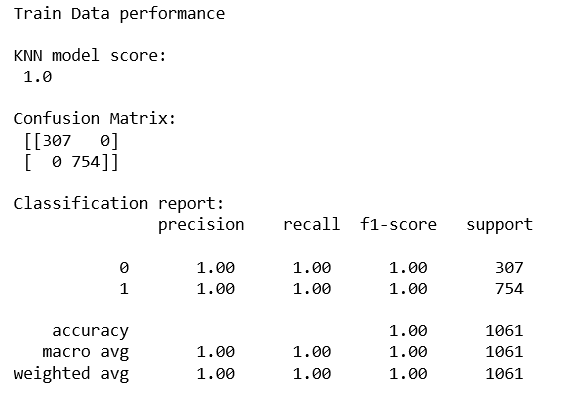 Train Data performance
KNN model score:
1.0
Confusion Matrix:
[[307   0]
[  0 754]]
Classification report:
precision    recall  f1-score   support
0       1.00      1.00      1.00       307
1       1.00      1.00      1.00       754
accuracy                           1.00      1061
macro avg       1.00      1.00      1.00      1061
weighted avg       1.00      1.00      1.00      1061